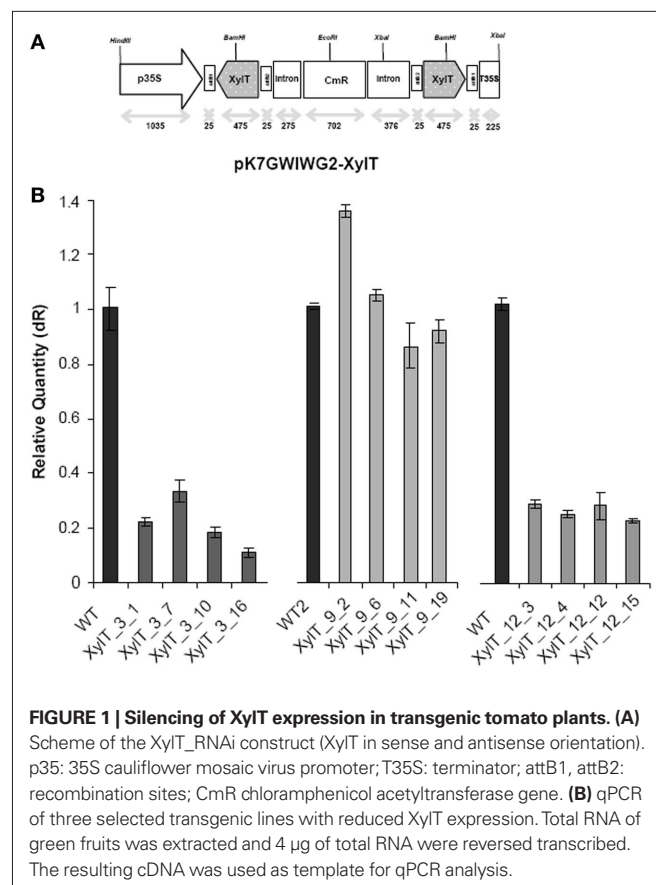 A
HindIII
BamHI
EcoRI
XbaI
BamHI
XbaI
p35S
attB1
XylT
attB2
Intron
CmR
Intron
attB2
XylT
attB1
T35S
1035
25
475
25
275
702
376
25
475
25
225
pK7GWIWG2-XylT
B
Relative Quantity (dR)
1.4
1.2
1
0.8
0.6
0.4
0.2
0
WT
XylT_3_1
XylT_3_7
XylT_3_10
XylT_3_16
WT2
XylT_9_2
XylT_9_6
XylT_9_11
XylT_9_19
WT
XylT_12_3
XylT_12_4
XylT_12_12
XylT_12_15
FIGURE 1 | Silencing of XylT expression in transgenic tomato plants. (A)
Scheme of the XylT_RNAi construct (XylT in sense and antisense orientation).
p35: 35S cauliflower mosaic virus promoter; T35S: terminator; attB1, attB2:
recombination sites; CmR chloramphenicol acetyltransferase gene. (B) qPCR
of three selected transgenic lines with reduced XylT expression. Total RNA of
green fruits was extracted and 4 µg of total RNA were reversed transcribed.
The resulting cDNA was used as template for qPCR analysis.